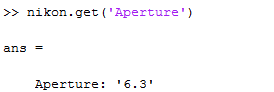 >> nikon.get('Aperture')
ans =
Aperture: '6.3'